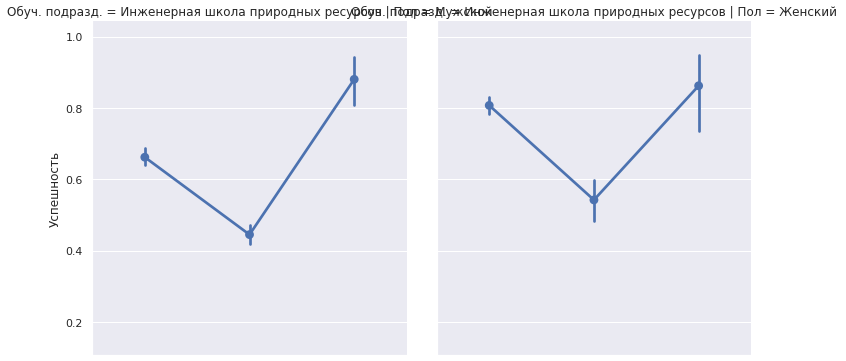 Обуч. подразд. = Инженерная школа природных ресурсов | Пол = Мужской
Обуч. подразд. = Инженерная школа природных ресурсов | Пол = Женский
Успешность
1.0
0.8
0.6
0.4
0.2